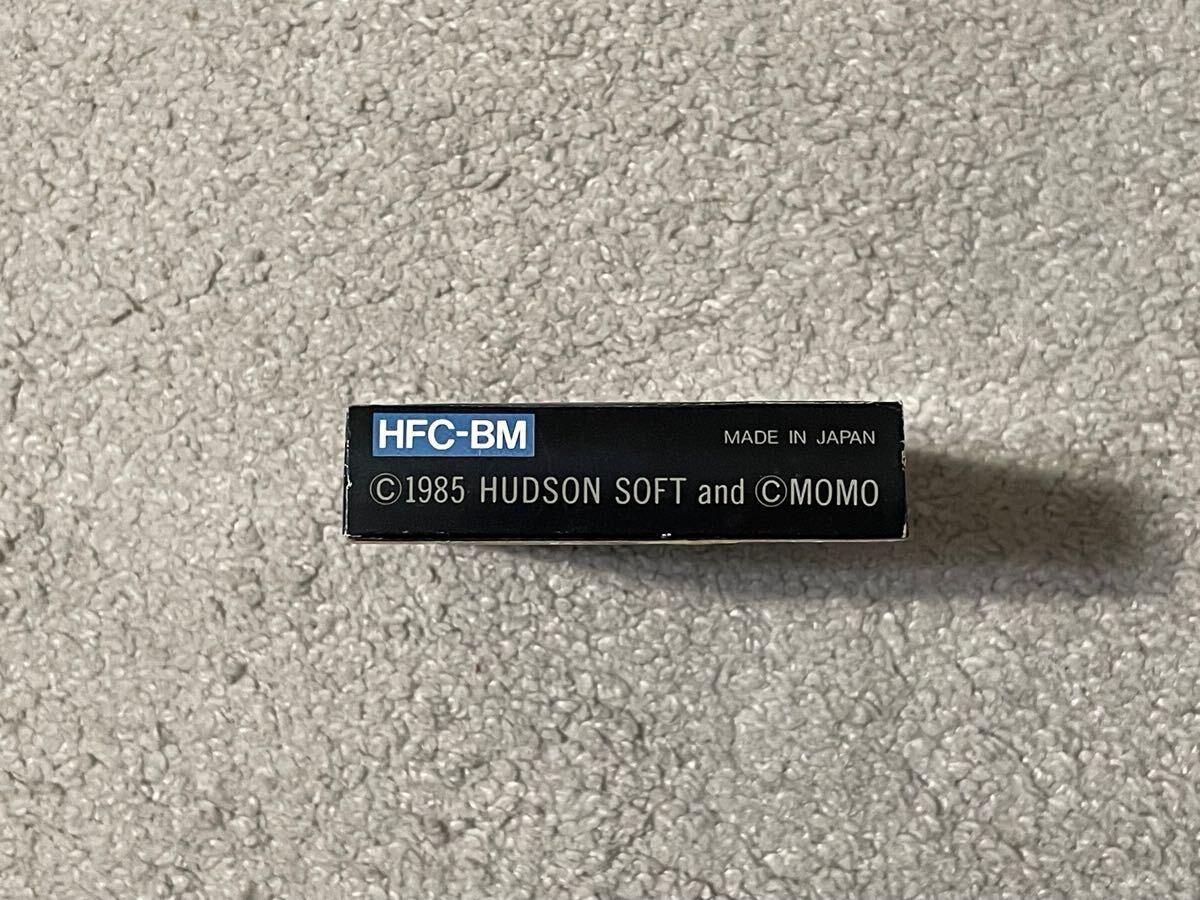 HFC-BM MADE IN JAPAN
©1985 HUDSON SOFT and ©MOMO